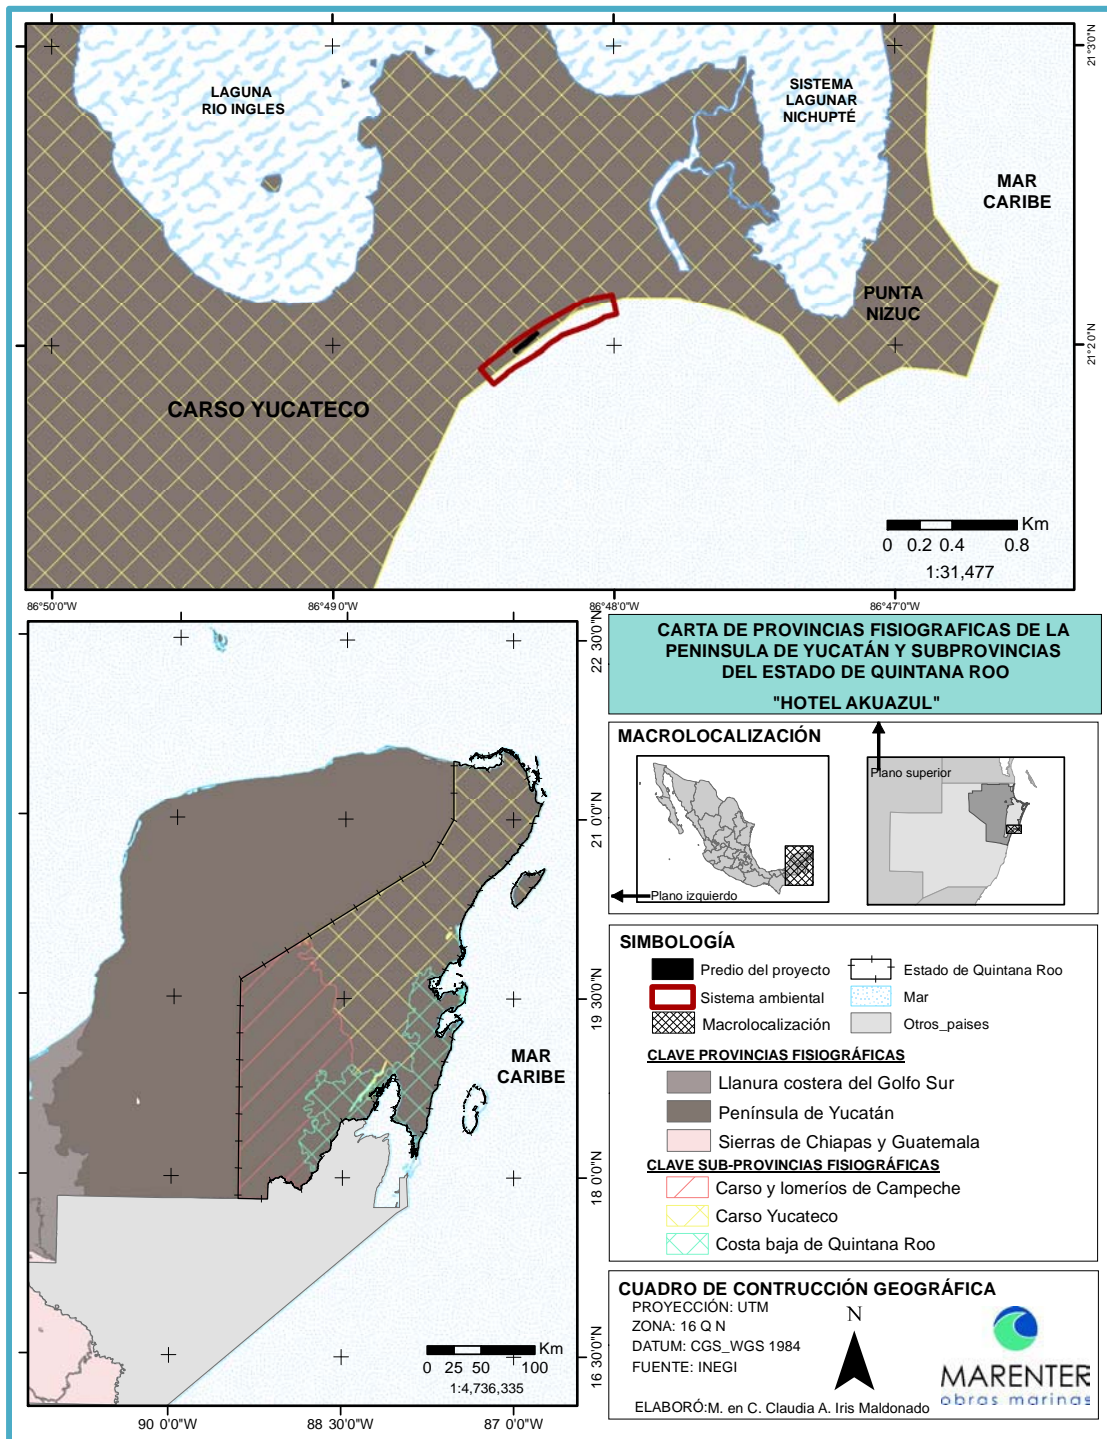 LAGUNA
RIO INGLES
SISTEMA
LAGUNAR
NICHUPTÉ
MAR
CARIBE
PUNTA
NIZUC
CARSO YUCATECO
21°3'0"N
21°2'0"N
Km
0 0.2 0.4 0.8
1:31,477
86°50'0"W 86°49'0"W 86°48'0"W 86°47'0"W
22 30'0"N
21 0'0"N
19 30'0"N
18 0'0"N
16 30'0"N
MAR
CARIBE
Km
0 25 50 100
1:4,736,335
90 0'0"W 88 30'0"W 87 0'0"W
CARTA DE PROVINCIAS FISIOGRAFICAS DE LA
PENINSULA DE YUCATÁN Y SUBPROVINCIAS
DEL ESTADO DE QUINTANA ROO
"HOTEL AKUAZUL"
MACROLOCALIZACIÓN
Plano superior
Plano izquierdo
SIMBOLOGÍA
Predio del proyecto
Sistema ambiental
Macrolocalización
Estado de Quintana Roo
Mar
Otros_paises
CLAVE PROVINCIAS FISIOGRÁFICAS
Llanura costera del Golfo Sur
Península de Yucatán
Sierras de Chiapas y Guatemala
CLAVE SUB-PROVINCIAS FISIOGRÁFICAS
Carso y lomeríos de Campeche
Carso Yucateco
Costa baja de Quintana Roo
CUADRO DE CONTRUCCIÓN GEOGRÁFICA
PROYECCIÓN: UTM
ZONA: 16 Q N
DATUM: CGS_WGS 1984
FUENTE: INEGI
N
ELABORÓ:M. en C. Claudia A. Iris Maldonado
MARENTER
obras marinas